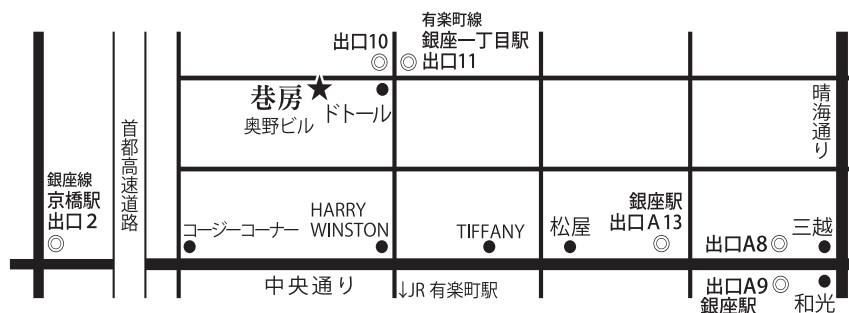 有楽町線
銀座一丁目駅
出口10
出口11
巷房
奥野ビル
ドトール
晴海通り
首都高速道路
銀座線
京橋駅
出口2
コージーコーナー
HARRY
WINSTON
TIFFANY
松屋
銀座駅
出口A13
出口A8
三越
中央通り
↓JR 有楽町駅
出口A9
銀座駅
和光